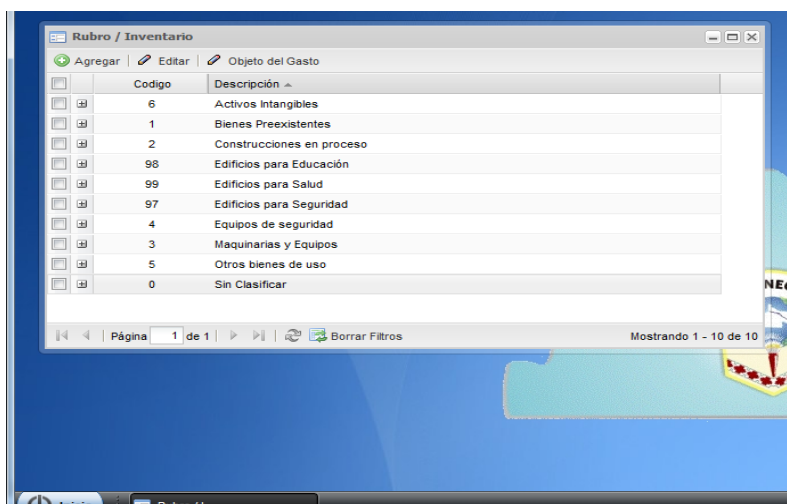 Rubro / Inventario
Agregar Editar Objeto del Gasto
Codigo Descripción
6 Activos Intangibles
1 Bienes Preexistentes
2 Construcciones en proceso
98 Edificios para Educación
99 Edificios para Salud
97 Edificios para Seguridad
4 Equipos de seguridad
3 Maquinarias y Equipos
5 Otros bienes de uso
0 Sin Clasificar
Página 1 de 1 Borrar Filtros Mostrando 1 - 10 de 10